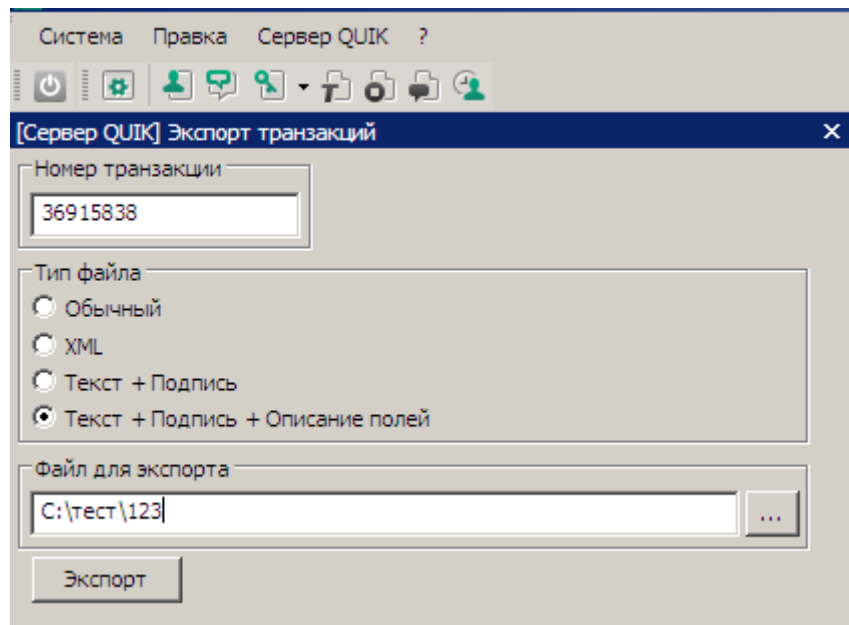 Система Правка Сервер QUIK ?
[Сервер QUIK] Экспорт транзакций
Номер транзакции
36915838
Тип файла
Обычный
XML
Текст + Подпись
Текст + Подпись + Описание полей
Файл для экспорта
C:\тест\123
...
Экспорт